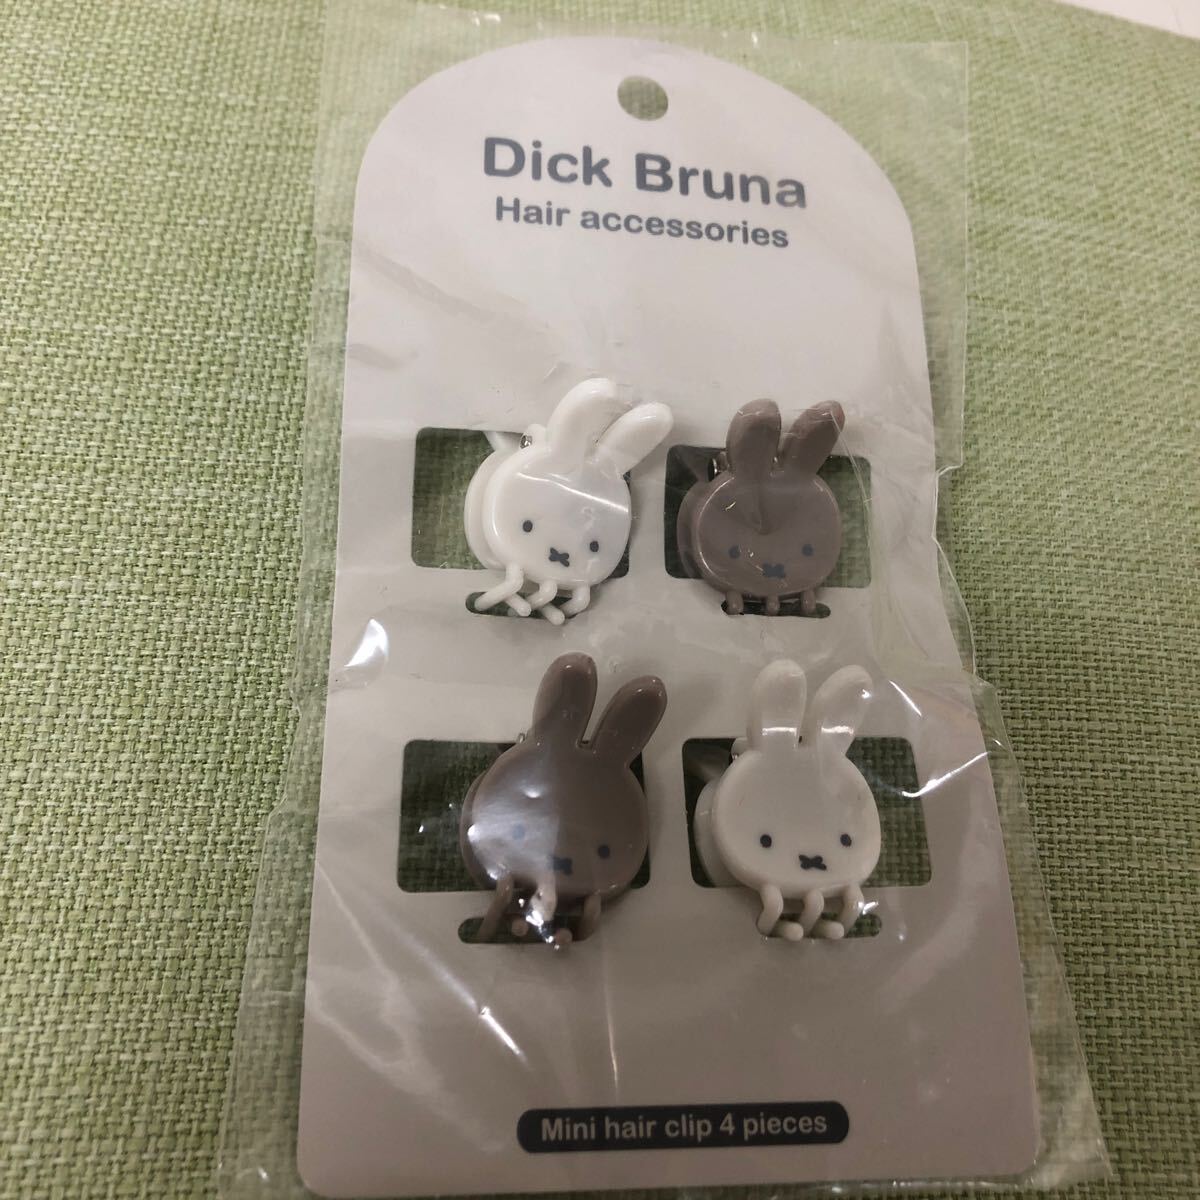 Dick Bruna
Hair accessories
Mini hair clip 4 pieces